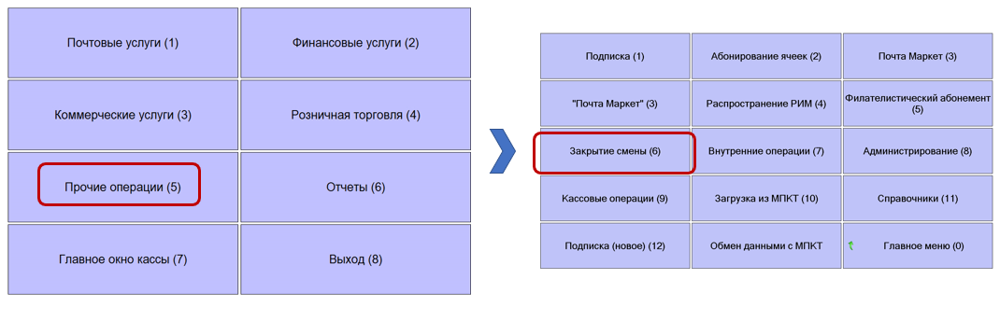 Почтовые услуги (1)
Финансовые услуги (2)
Коммерческие услуги (3)
Розничная торговля (4)
Прочие операции (5)
Отчеты (6)
Главное окно кассы (7)
Выход (8)
Подписка (1)
Абонирование ячеек (2)
Почта Маркет (3)
"Почта Маркет" (3)
Распространение РИМ (4)
Филателистический абонемент
(5)
Закрытие смены (6)
Внутренние операции (7)
Администрирование (8)
Кассовые операции (9)
Загрузка из МПКТ (10)
Справочники (11)
Подписка (новое) (12)
Обмен данными с МПКТ
Главное меню (0)